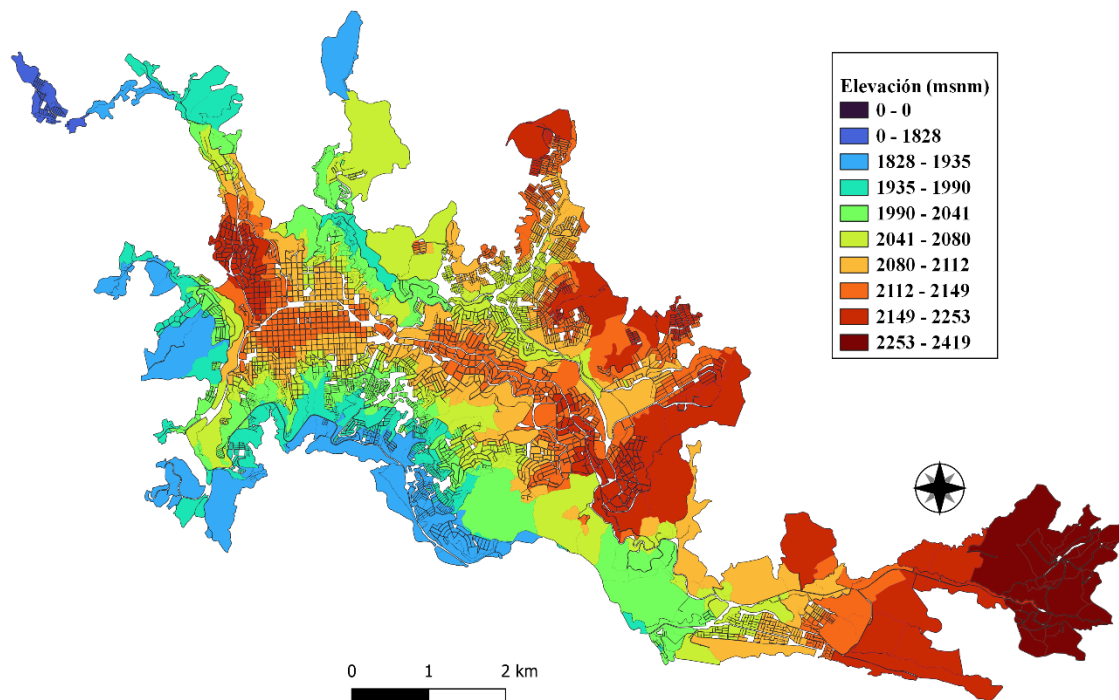 Elevación (msnm)
0 - 0
0 - 1828
1828 - 1935
1935 - 1990
1990 - 2041
2041 - 2080
2080 - 2112
2112 - 2149
2149 - 2253
2253 - 2419
0 1 2 km